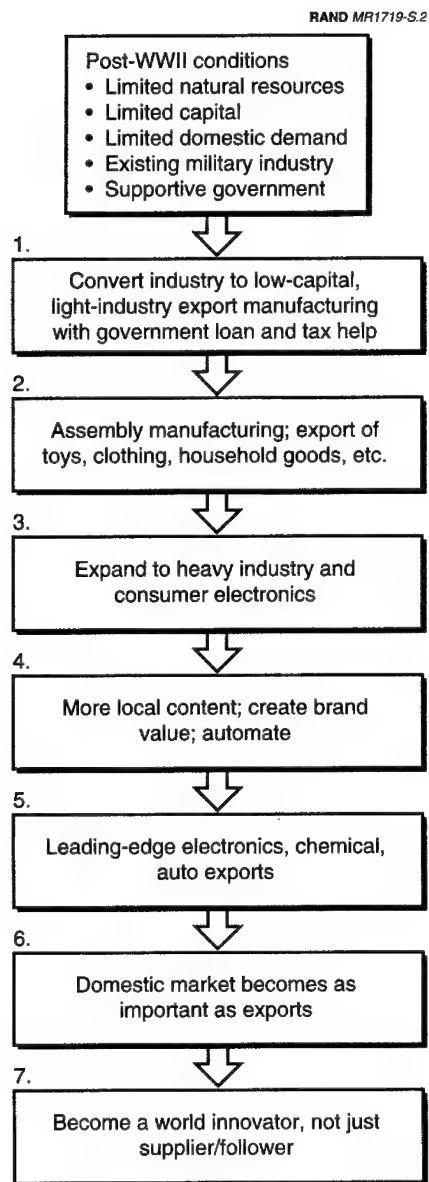 RAND MR1719-S.2
Post-WWII conditions
• Limited natural resources
• Limited capital
• Limited domestic demand
• Existing military industry
• Supportive government
1.
Convert industry to low-capital,
light-industry export manufacturing
with government loan and tax help
2.
Assembly manufacturing; export of
toys, clothing, household goods, etc.
3.
Expand to heavy industry and
consumer electronics
4.
More local content; create brand
value; automate
5.
Leading-edge electronics, chemical,
auto exports
6.
Domestic market becomes as
important as exports
7.
Become a world innovator, not just
supplier/follower